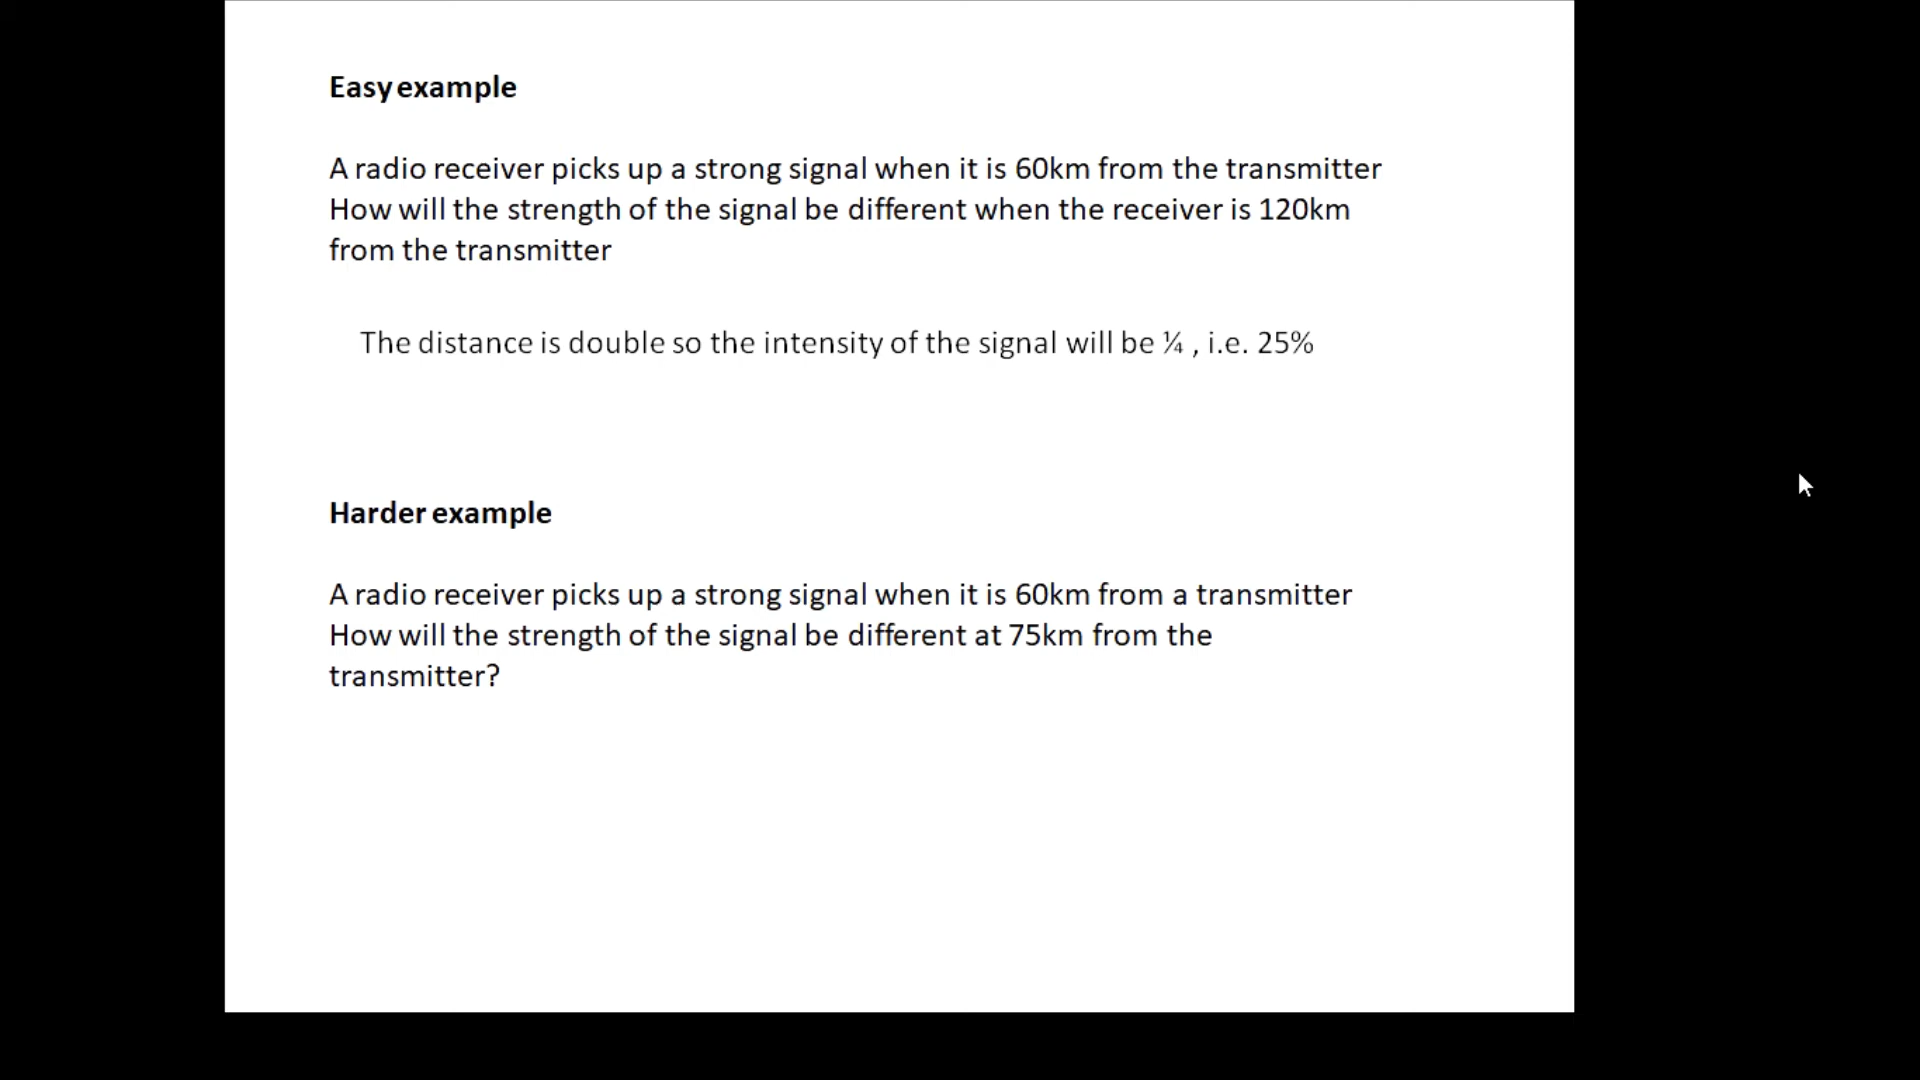 Easy example
A radio receiver picks up a strong signal when it is 60km from the transmitter
How will the strength of the signal be different when the receiver is 120km
from the transmitter
The distance is double so the intensity of the signal will be ¼ , i.e. 25%
Harder example
A radio receiver picks up a strong signal when it is 60km from a transmitter
How will the strength of the signal be different at 75km from the
transmitter?